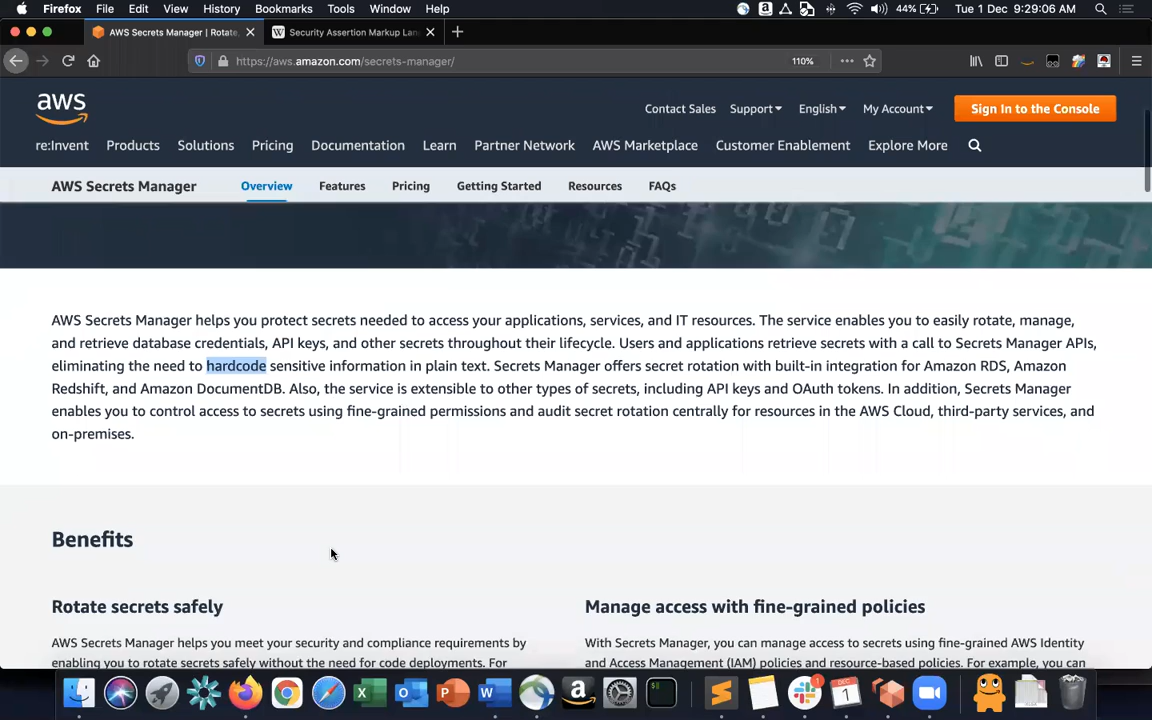 Firefox File Edit View History Bookmarks Tools Window Help 44% Tue 1 Dec 9:29:06 AM
AWS Secrets Manager | Rotate, Security Assertion Markup Lan
https://aws.amazon.com/secrets-manager/ 110%
aws
Contact Sales Support English My Account Sign In to the Console
re:Invent Products Solutions Pricing Documentation Learn Partner Network AWS Marketplace Customer Enablement Explore More
AWS Secrets Manager Overview Features Pricing Getting Started Resources FAQs
AWS Secrets Manager helps you protect secrets needed to access your applications, services, and IT resources. The service enables you to easily rotate, manage,
and retrieve database credentials, API keys, and other secrets throughout their lifecycle. Users and applications retrieve secrets with a call to Secrets Manager APIs,
eliminating the need to hardcode sensitive information in plain text. Secrets Manager offers secret rotation with built-in integration for Amazon RDS, Amazon
Redshift, and Amazon DocumentDB. Also, the service is extensible to other types of secrets, including API keys and OAuth tokens. In addition, Secrets Manager
enables you to control access to secrets using fine-grained permissions and audit secret rotation centrally for resources in the AWS Cloud, third-party services, and
on-premises.
Benefits
Rotate secrets safely Manage access with fine-grained policies
AWS Secrets Manager helps you meet your security and compliance requirements by With Secrets Manager, you can manage access to secrets using fine-grained AWS Identity
enabling you to rotate secrets safely without the need for code deployments. For and Access Management (IAM) policies and resource-based policies. For example, you can